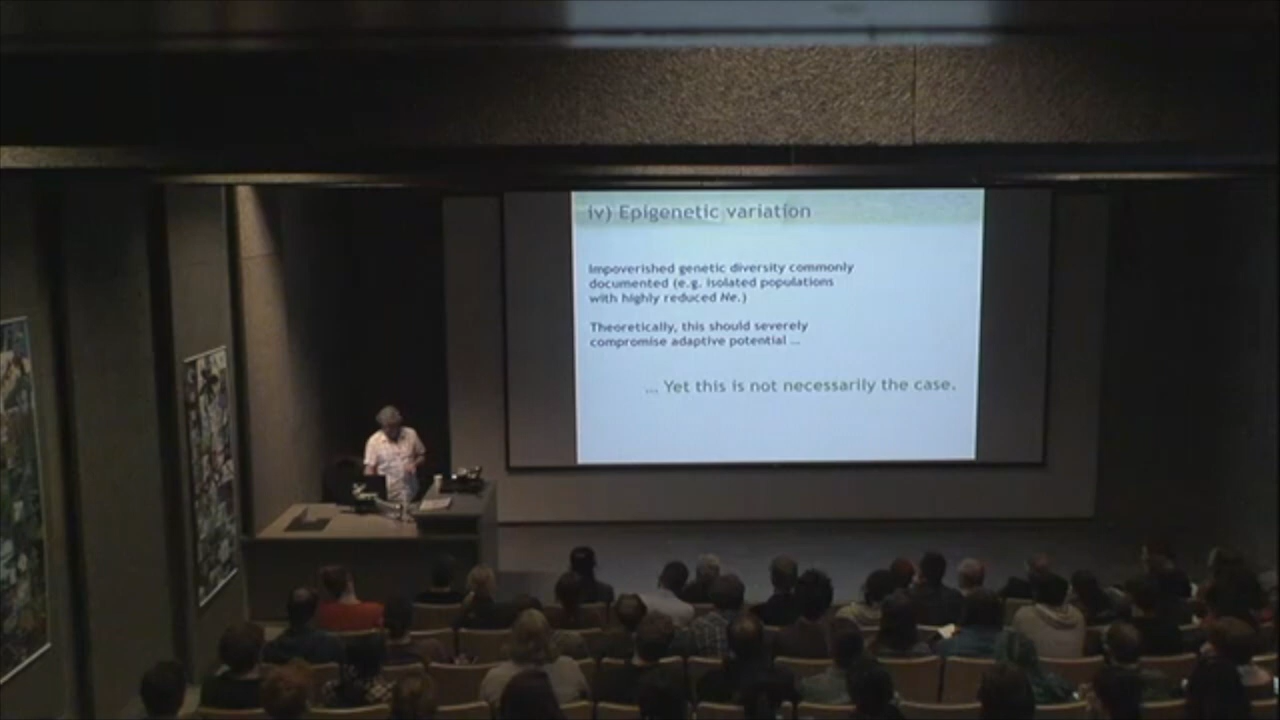 iv) Epigenetic variation
Impoverished genetic diversity commonly
documented (e.g. isolated populations
with highly reduced Ne.)
Theoretically, this should severely
compromise adaptive potential ...
... Yet this is not necessarily the case.